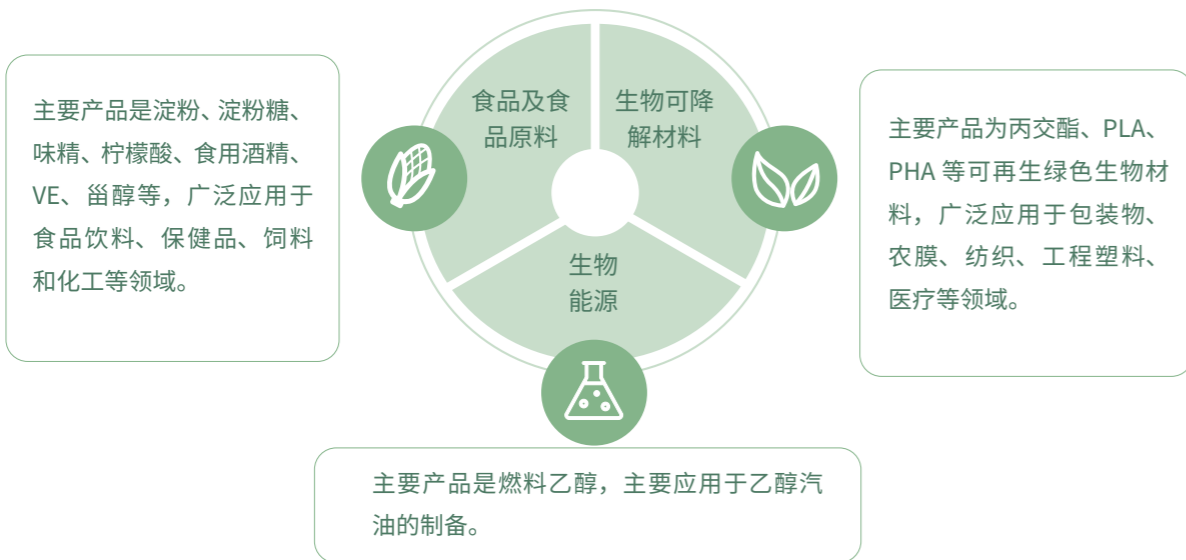 主要产品是淀粉、淀粉糖、
味精、柠檬酸、食用酒精、
VE、甾醇等，广泛应用于
食品饮料、保健品、饲料
和化工等领域。
食品及食
品原料
生物可降
解材料
生物
能源
主要产品为丙交酯、PLA、
PHA 等可再生绿色生物材
料，广泛应用于包装物、
农膜、纺织、工程塑料、
医疗等领域。
主要产品是燃料乙醇，主要应用于乙醇汽
油的制备。